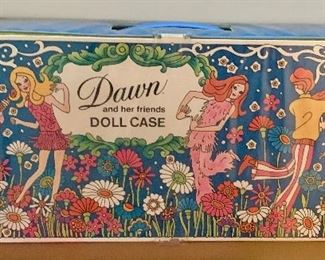 Dawn
and her friends
DOLL CASE